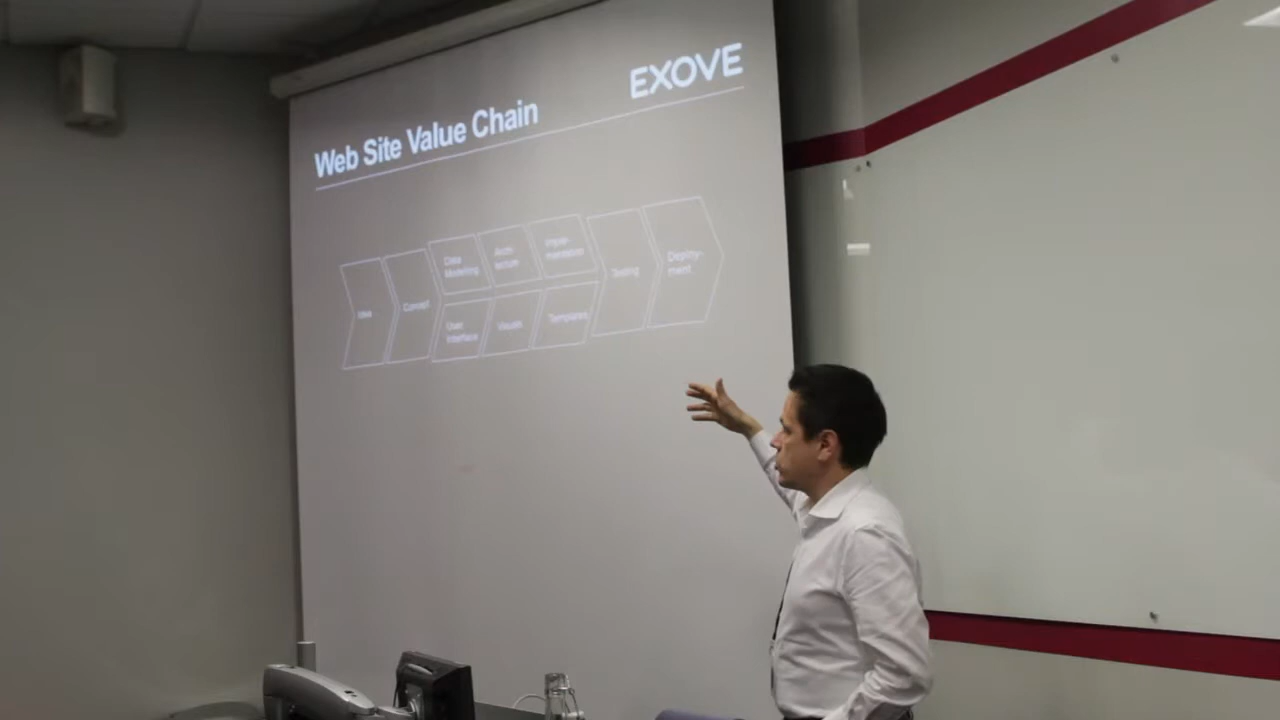 EXOVE
Web Site Value Chain
Idea
Concept
Data
Modelling
Archi-
tecture
Imple-
mentation
User
Interface
Visuals
Templates
Testing
Deploy-
ment